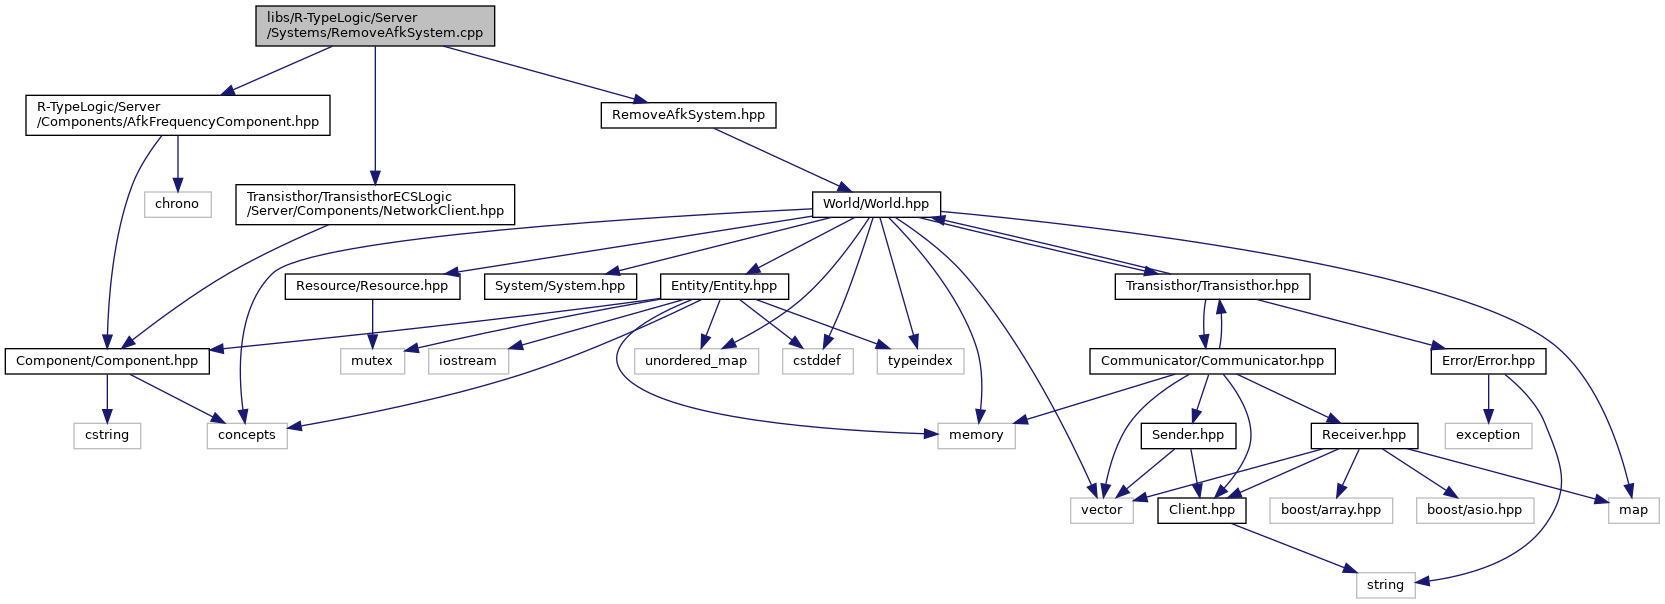 libs/R-TypeLogic/Server
/Systems/RemoveAfkSystem.cpp
R-TypeLogic/Server
/Components/AfkFrequencyComponent.hpp
RemoveAfkSystem.hpp
chrono
Transisthor/TransisthorECSLogic
/Server/Components/NetworkClient.hpp
World/World.hpp
Resource/Resource.hpp
System/System.hpp
Entity/Entity.hpp
Transisthor/Transisthor.hpp
Component/Component.hpp
mutex
iostream
unordered_map
cstddef
typeindex
Communicator/Communicator.hpp
Error/Error.hpp
cstring
concepts
memory
Sender.hpp
Receiver.hpp
exception
vector
Client.hpp
boost/array.hpp
boost/asio.hpp
map
string